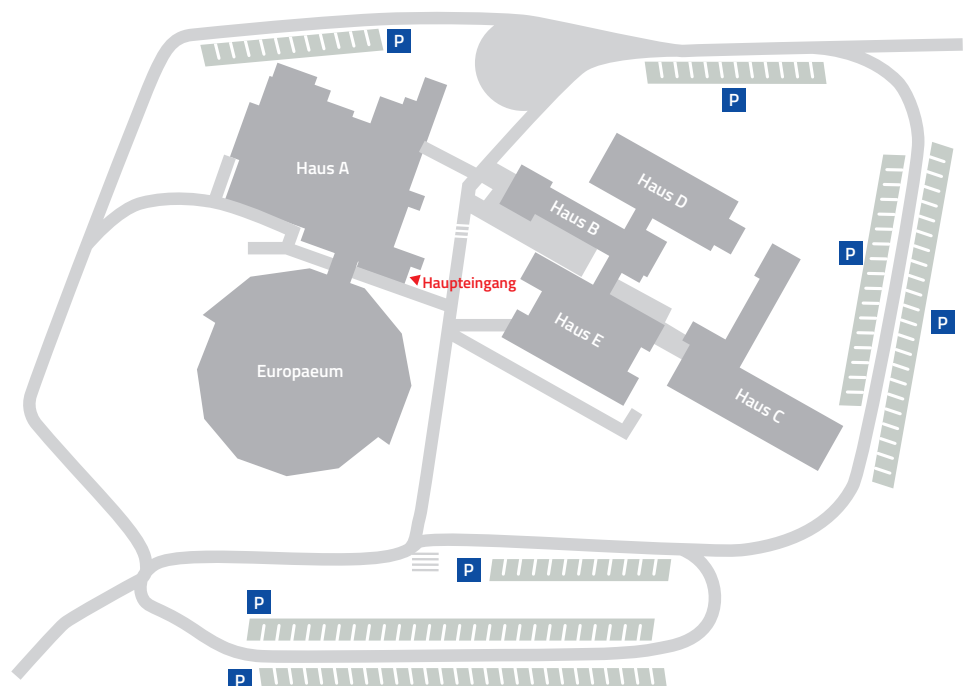 P
P
Haus A
Haus D
Haus B
P
Haupteingang
P
Haus E
Europaeum
Haus C
P
P
P